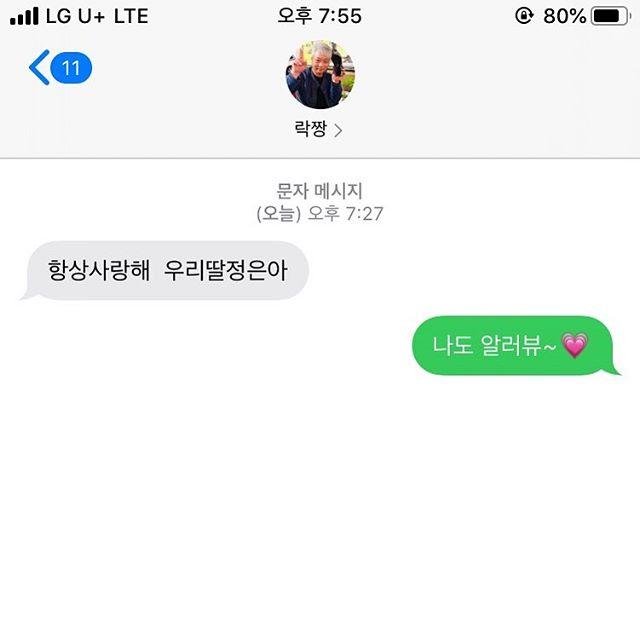 LG U+ LTE 오후 7:55 80%
11
락짱
문자 메시지
(오늘) 오후 7:27
항상사랑해 우리딸정은아
나도 알러뷰~💗